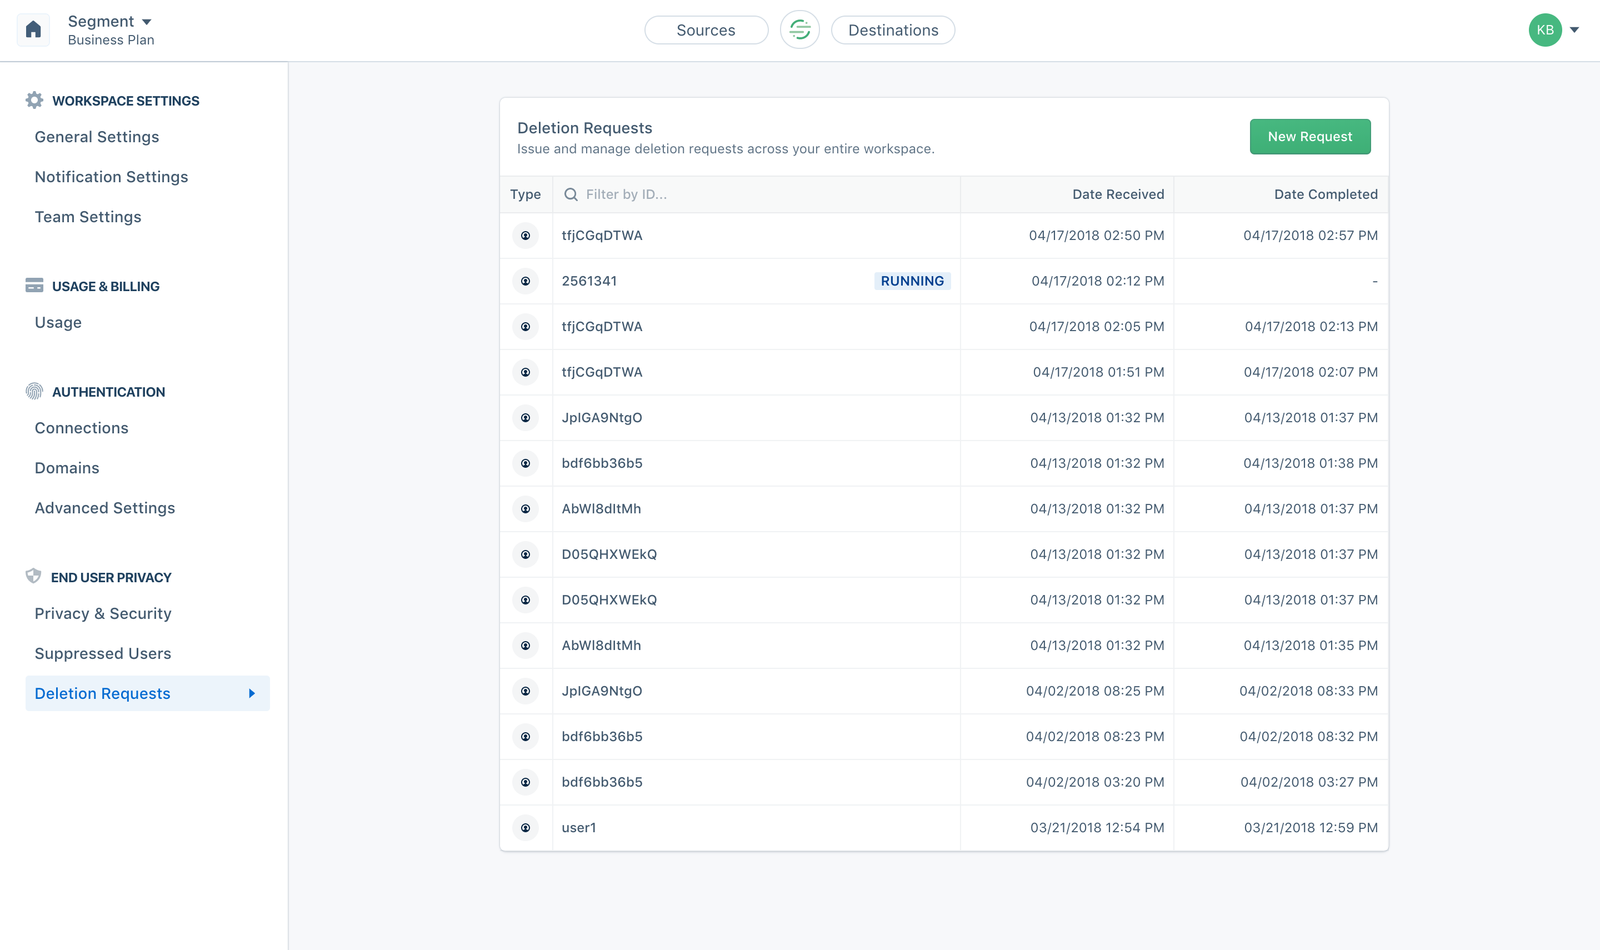 Segment
Business Plan
Sources
Destinations
KB
WORKSPACE SETTINGS
General Settings
Notification Settings
Team Settings
USAGE & BILLING
Usage
AUTHENTICATION
Connections
Domains
Advanced Settings
END USER PRIVACY
Privacy & Security
Suppressed Users
Deletion Requests
Deletion Requests
Issue and manage deletion requests across your entire workspace.
New Request
Type Filter by ID... Date Received Date Completed
tfjCGqDTWA 04/17/2018 02:50 PM 04/17/2018 02:57 PM
2561341 RUNNING 04/17/2018 02:12 PM -
tfjCGqDTWA 04/17/2018 02:05 PM 04/17/2018 02:13 PM
tfjCGqDTWA 04/17/2018 01:51 PM 04/17/2018 02:07 PM
JpIGA9NtgO 04/13/2018 01:32 PM 04/13/2018 01:37 PM
bdf6bb36b5 04/13/2018 01:32 PM 04/13/2018 01:38 PM
AbWl8dItMh 04/13/2018 01:32 PM 04/13/2018 01:37 PM
D05QHXWEkQ 04/13/2018 01:32 PM 04/13/2018 01:37 PM
D05QHXWEkQ 04/13/2018 01:32 PM 04/13/2018 01:37 PM
AbWl8dItMh 04/13/2018 01:32 PM 04/13/2018 01:35 PM
JpIGA9NtgO 04/02/2018 08:25 PM 04/02/2018 08:33 PM
bdf6bb36b5 04/02/2018 08:23 PM 04/02/2018 08:32 PM
bdf6bb36b5 04/02/2018 03:20 PM 04/02/2018 03:27 PM
user1 03/21/2018 12:54 PM 03/21/2018 12:59 PM